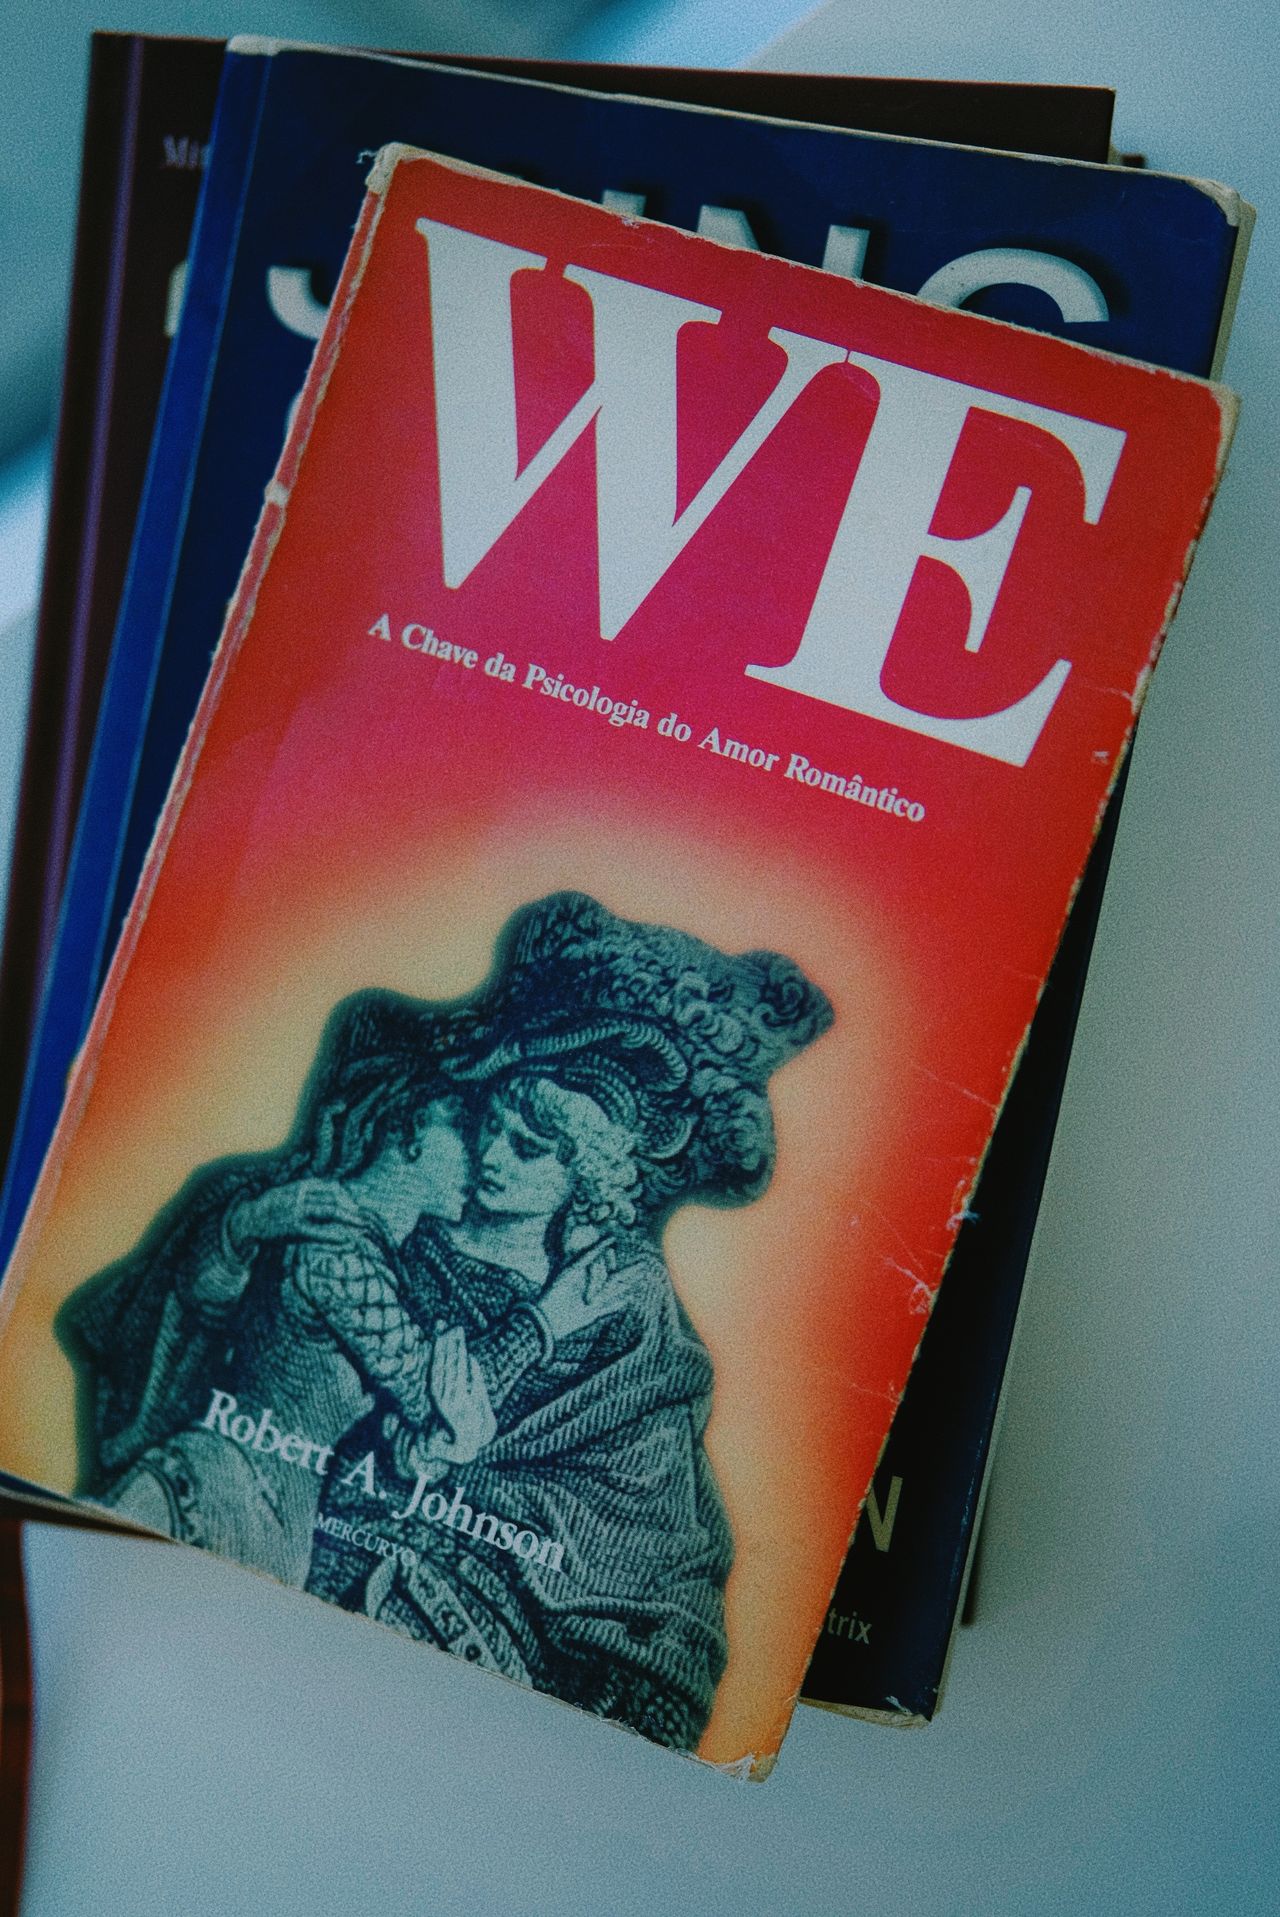 WE
A Chave da Psicologia do Amor Romântico
Robert A. Johnson
MERCURYO